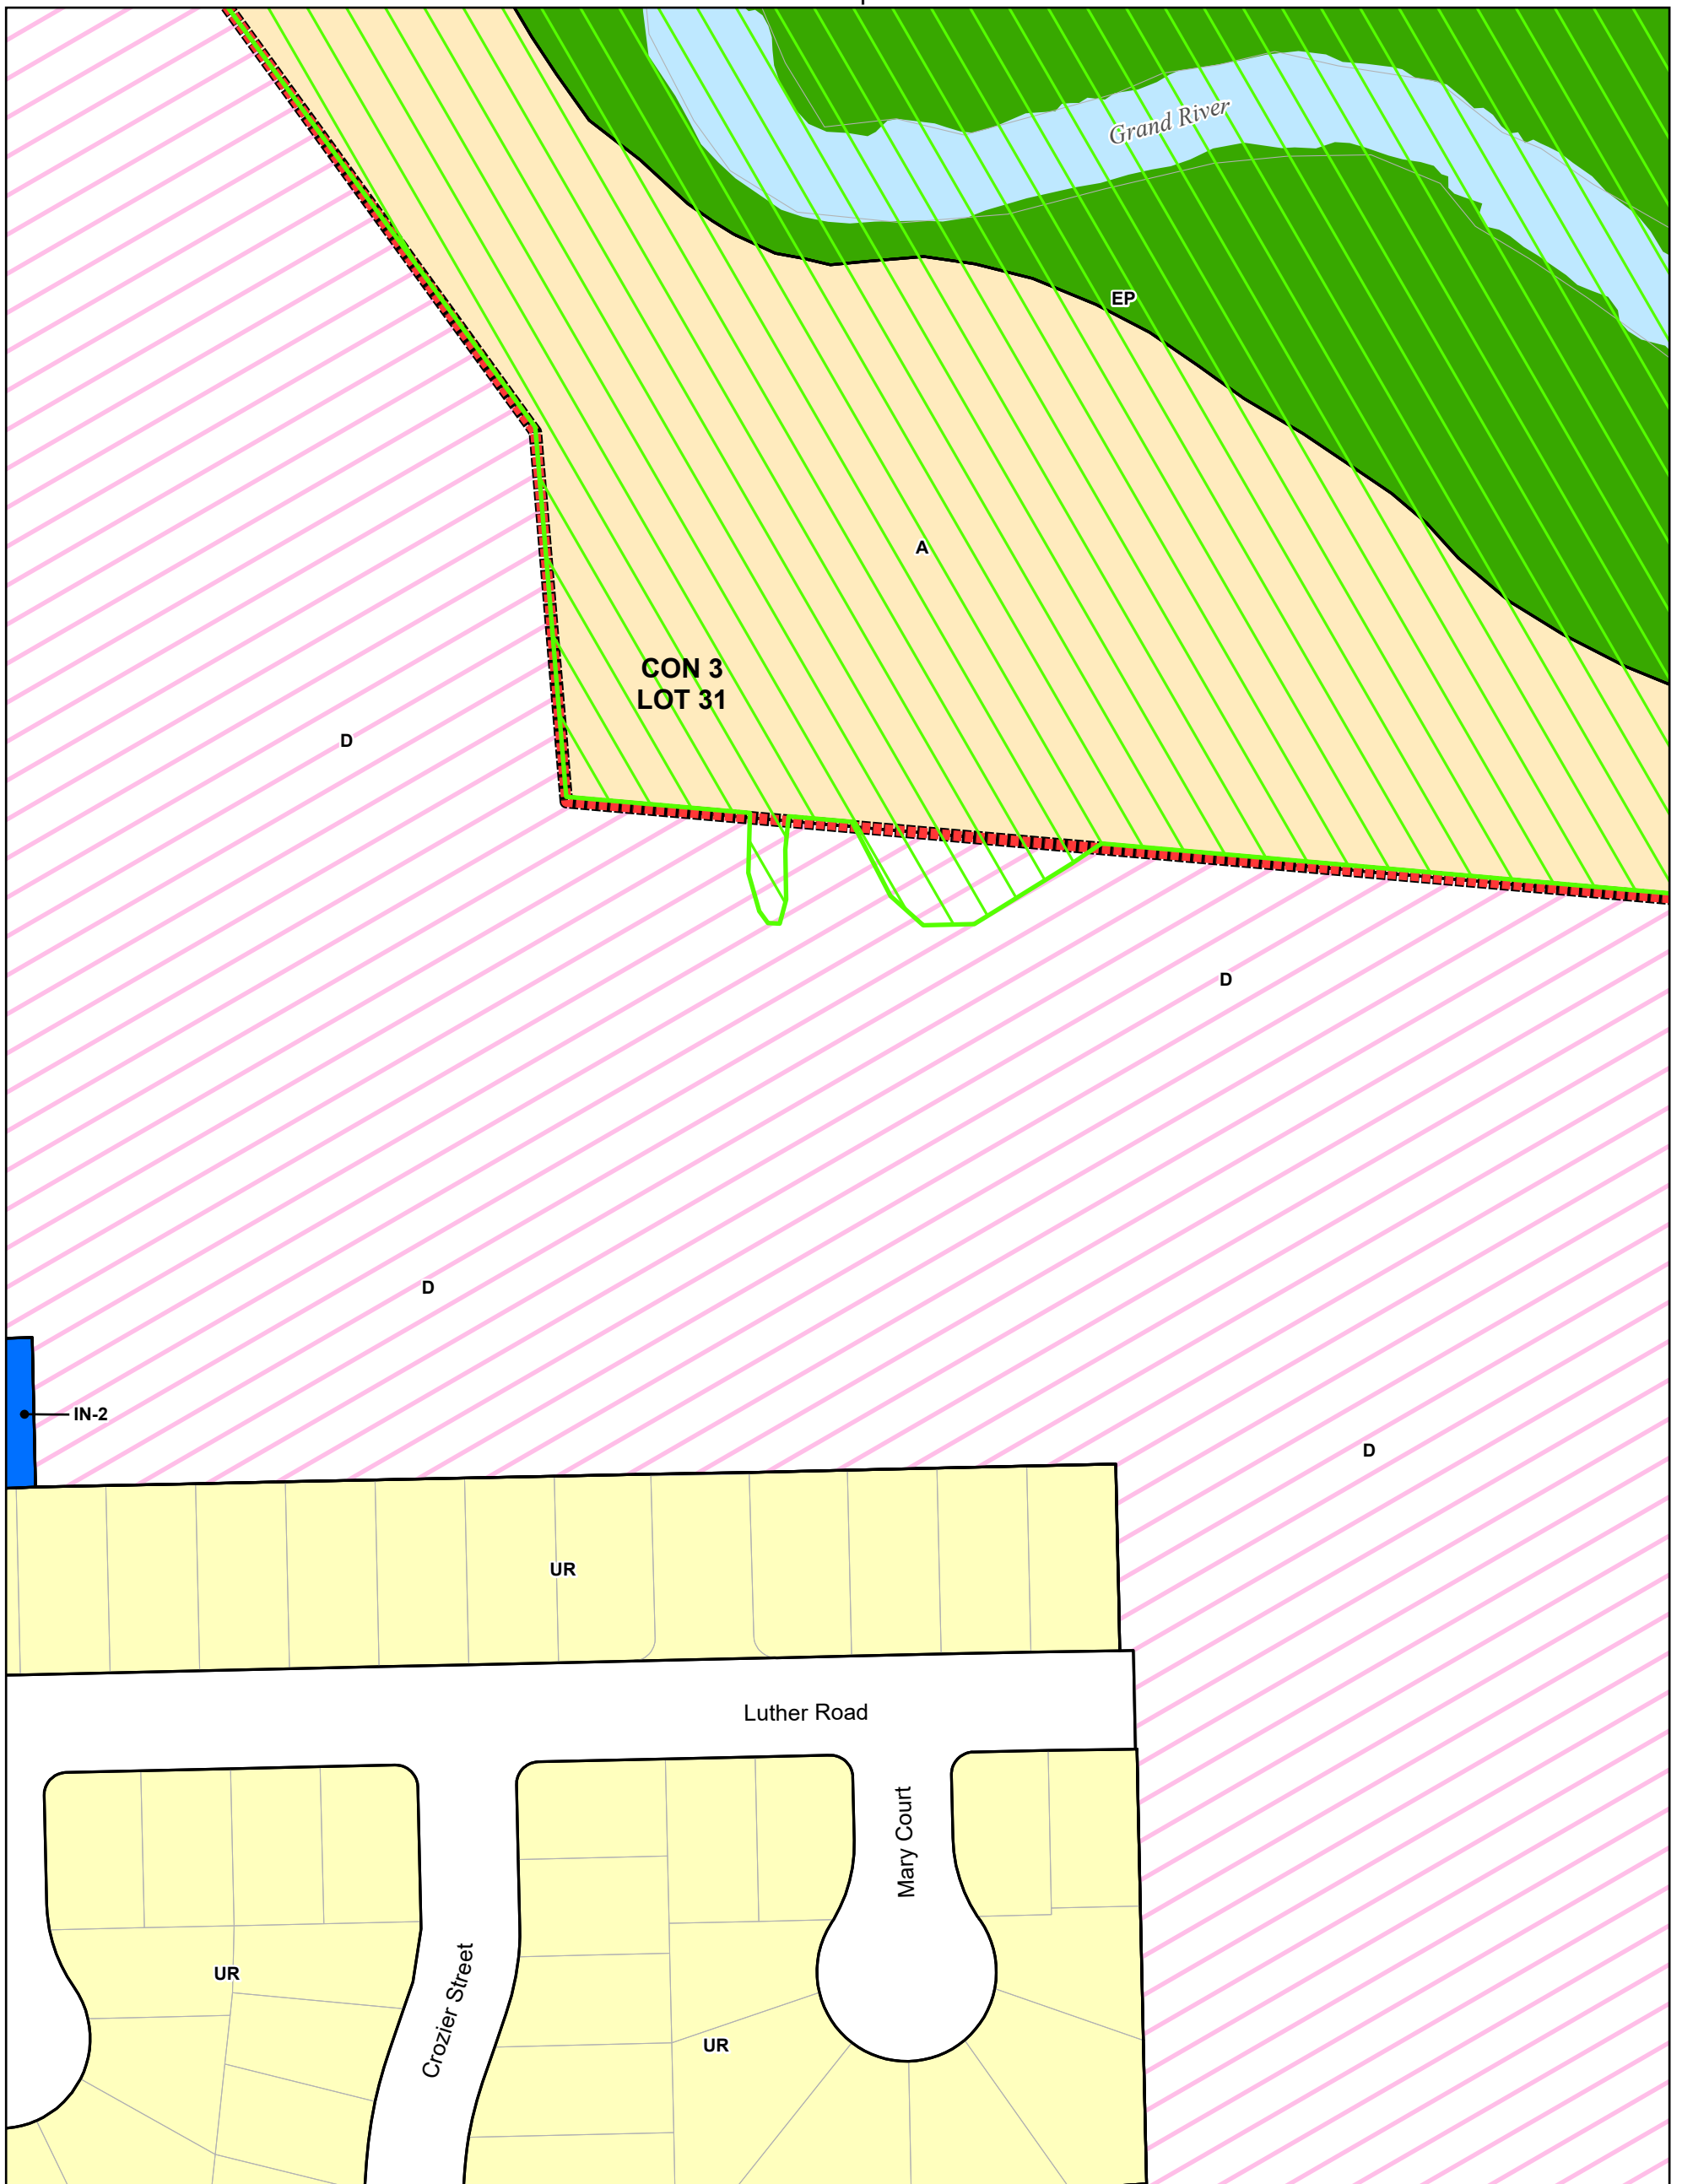 Grand River
EP
A
CON 3
LOT 31
D
D
D
IN-2
D
UR
Luther Road
Mary Court
Crozier Street
UR
UR